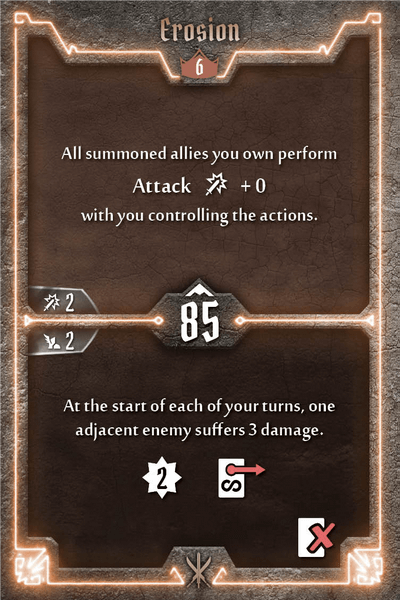 Erosion
6
All summoned allies you own perform
Attack + 0
with you controlling the actions.
2
85
2
At the start of each of your turns, one
adjacent enemy suffers 3 damage.
2